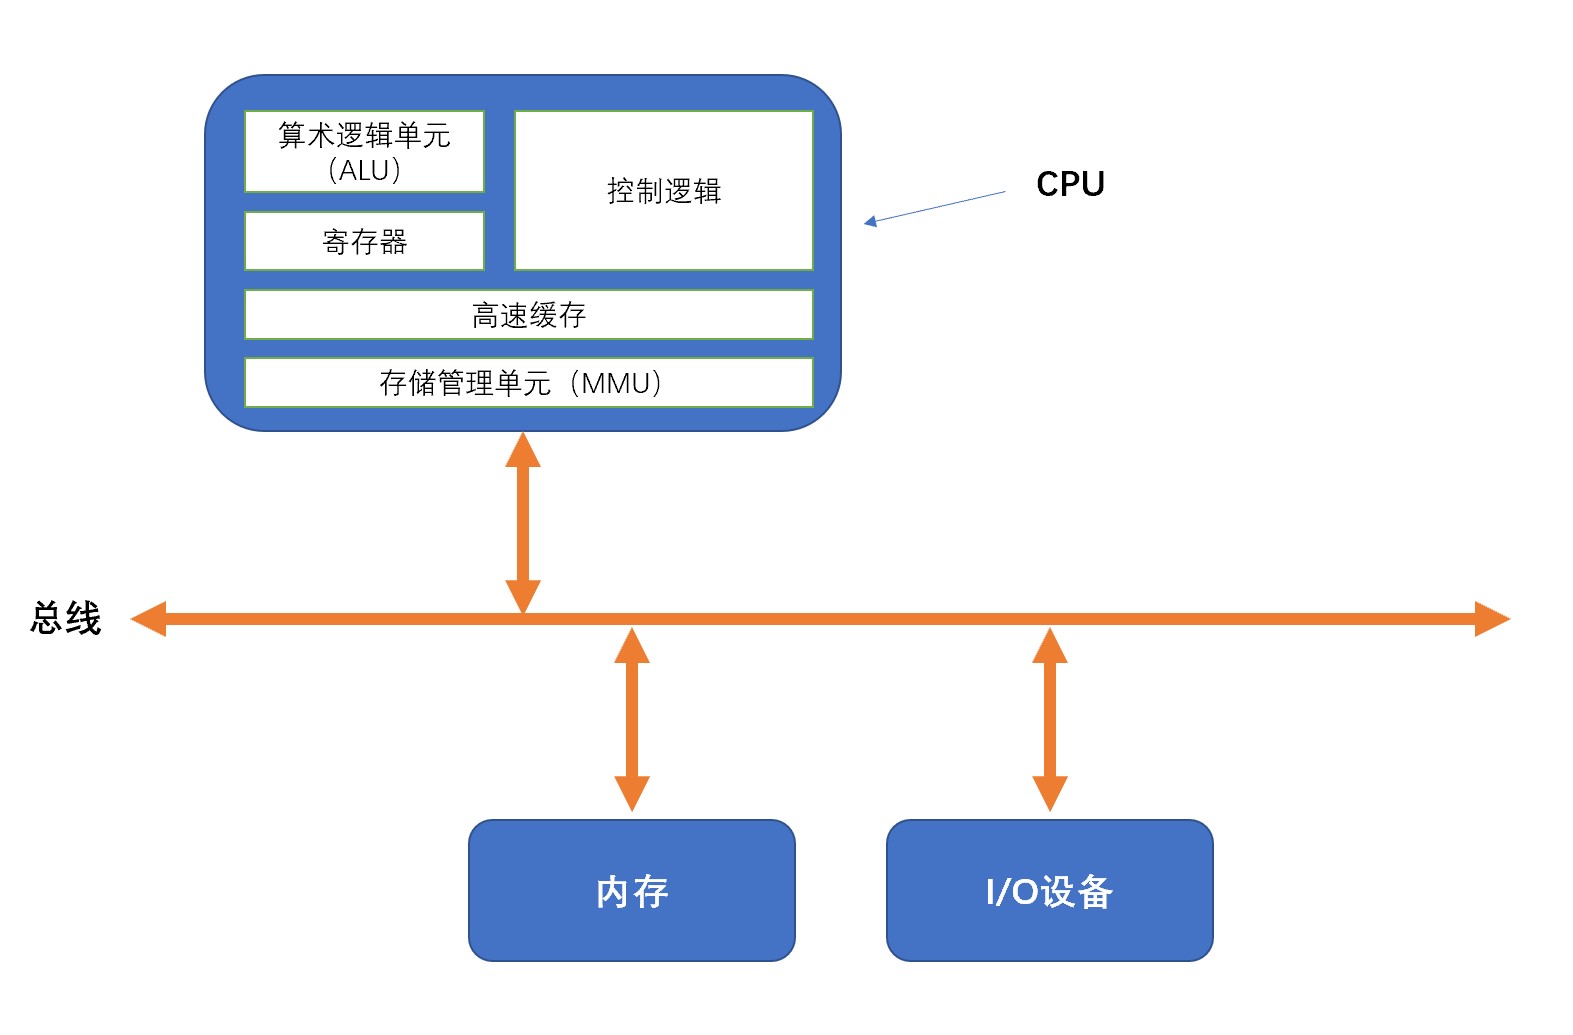 算术逻辑单元
（ALU）
控制逻辑
CPU
寄存器
高速缓存
存储管理单元（MMU）
总线
内存
I/O设备